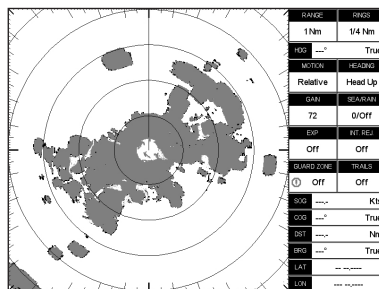 RANGE RINGS
1 Nm 1/4 Nm
HDG ---° True
MOTION HEADING
Relative Head Up
GAIN SEA/RAIN
72 0/Off
EXP INT. REJ
Off Off
GUARD ZONE TRAILS
Off Off
SOG ---.- Kts
COG ---° True
DST ---.- Nm
BRG ---° True
LAT -- --.----
LON --- --.----